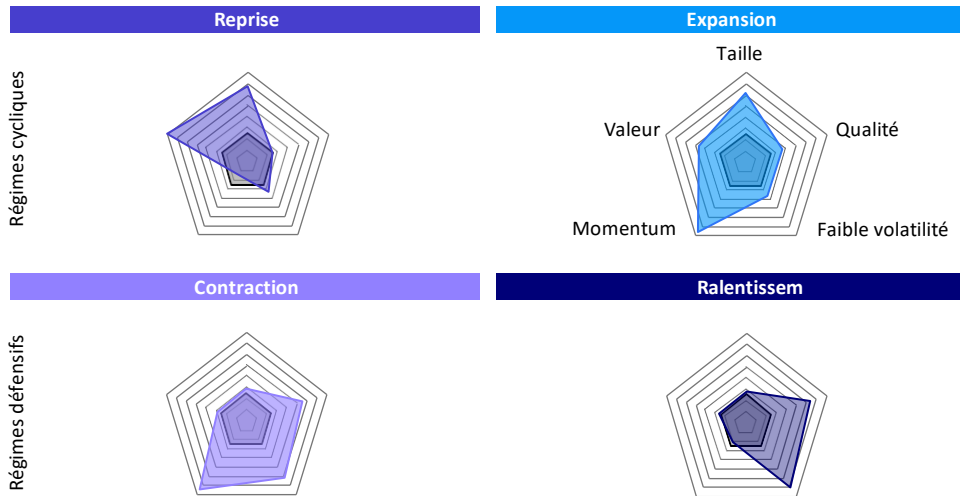 Reprise
Expansion
Régimes cycliques
Taille
Valeur
Qualité
Momentum
Faible volatilité
Contraction
Ralentissem
Régimes défensifs